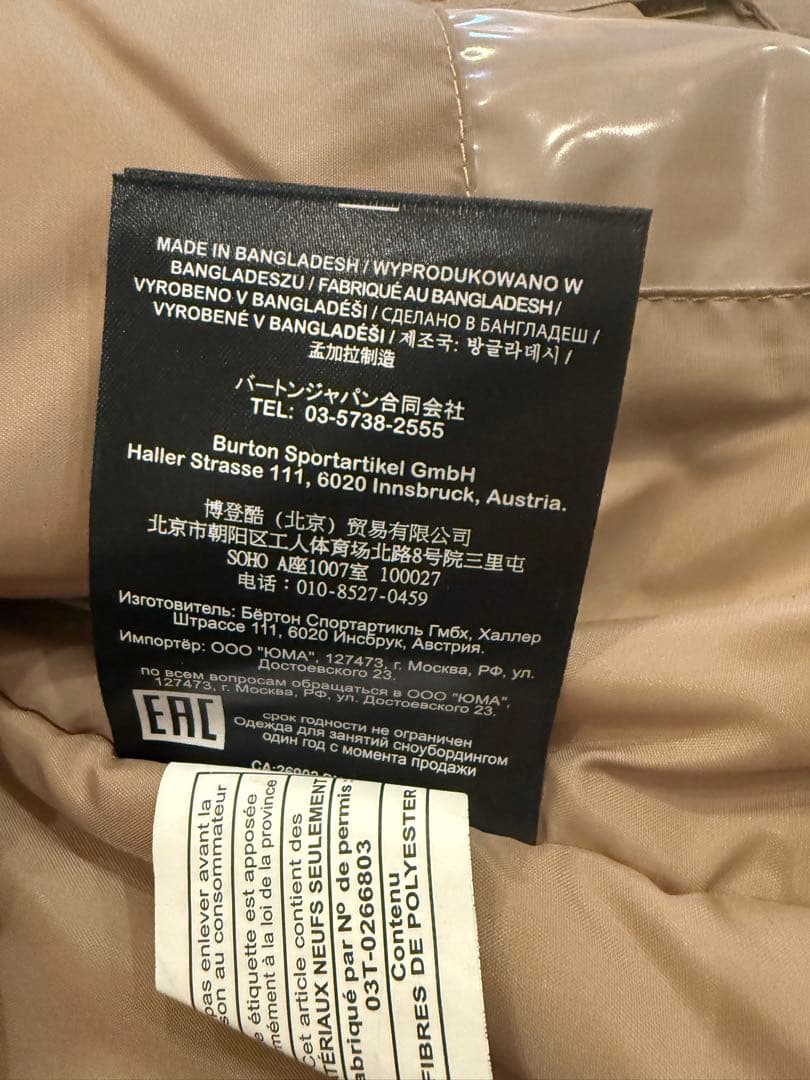 MADE IN BANGLADESH / WYPRODUKOWANO W
BANGLADESZU / FABRIQUÉ AU BANGLADESH /
VYROBENO V BANGLADÉŠI / СДЕЛАНО В БАНГЛАДЕШ /
VYROBENÉ V BANGLADÉŠI / 제조국: 방글라데시 /
孟加拉制造
バートンジャパン合同会社
TEL: 03-5738-2555
Burton Sportartikel GmbH
Haller Strasse 111, 6020 Innsbruck, Austria.
博登酷（北京）贸易有限公司
北京市朝阳区工人体育场北路8号院三里屯
SOHO A座1007室 100027
电话：010-8527-0459
Изготовитель: Бёртон Спортартикль Гмбх, Халлер
Штрассе 111, 6020 Инсбрук, Австрия.
Импортёр: ООО "ЮМА", 127473, г. Москва, РФ, ул.
Достоевского 23.
по всем вопросам обращаться в ООО "ЮМА",
127473, г. Москва, РФ, ул. Достоевского 23.
EAC
срок годности не ограничен
Одежда для занятий сноубордингом
один год с момента продажи
pas enlever avant la
son au consommateur
e étiquette est apposée
mément à la loi de la province
Cet article contient des
TÉRIAUX NEUFS SEULEMENT
abriqué par Nº de permis:
03T-0266803
Contenu
FIBRES DE POLYESTER